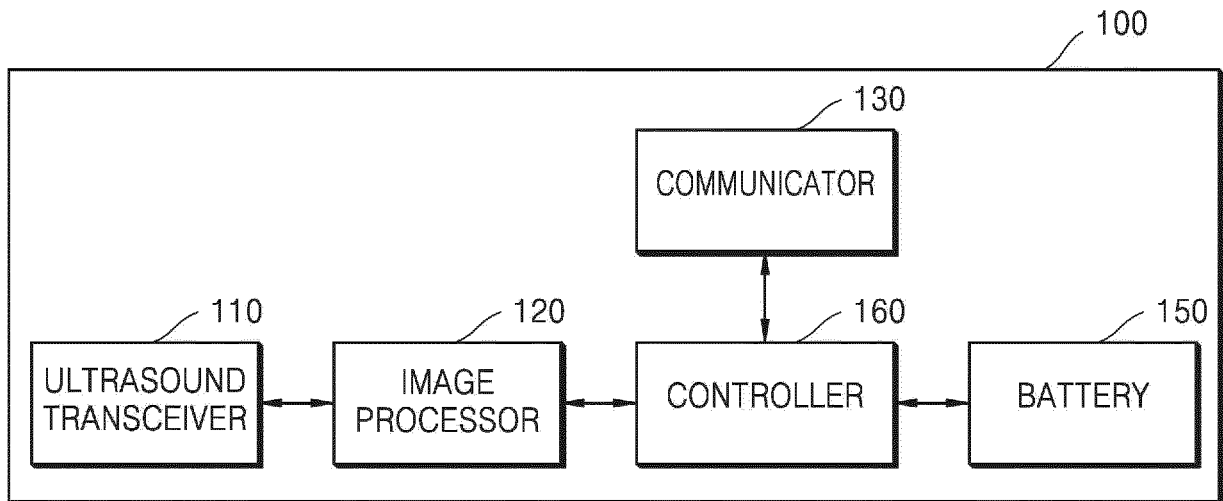 100
130
COMMUNICATOR
110
120
160
150
ULTRASOUND
TRANSCEIVER
IMAGE
PROCESSOR
CONTROLLER
BATTERY